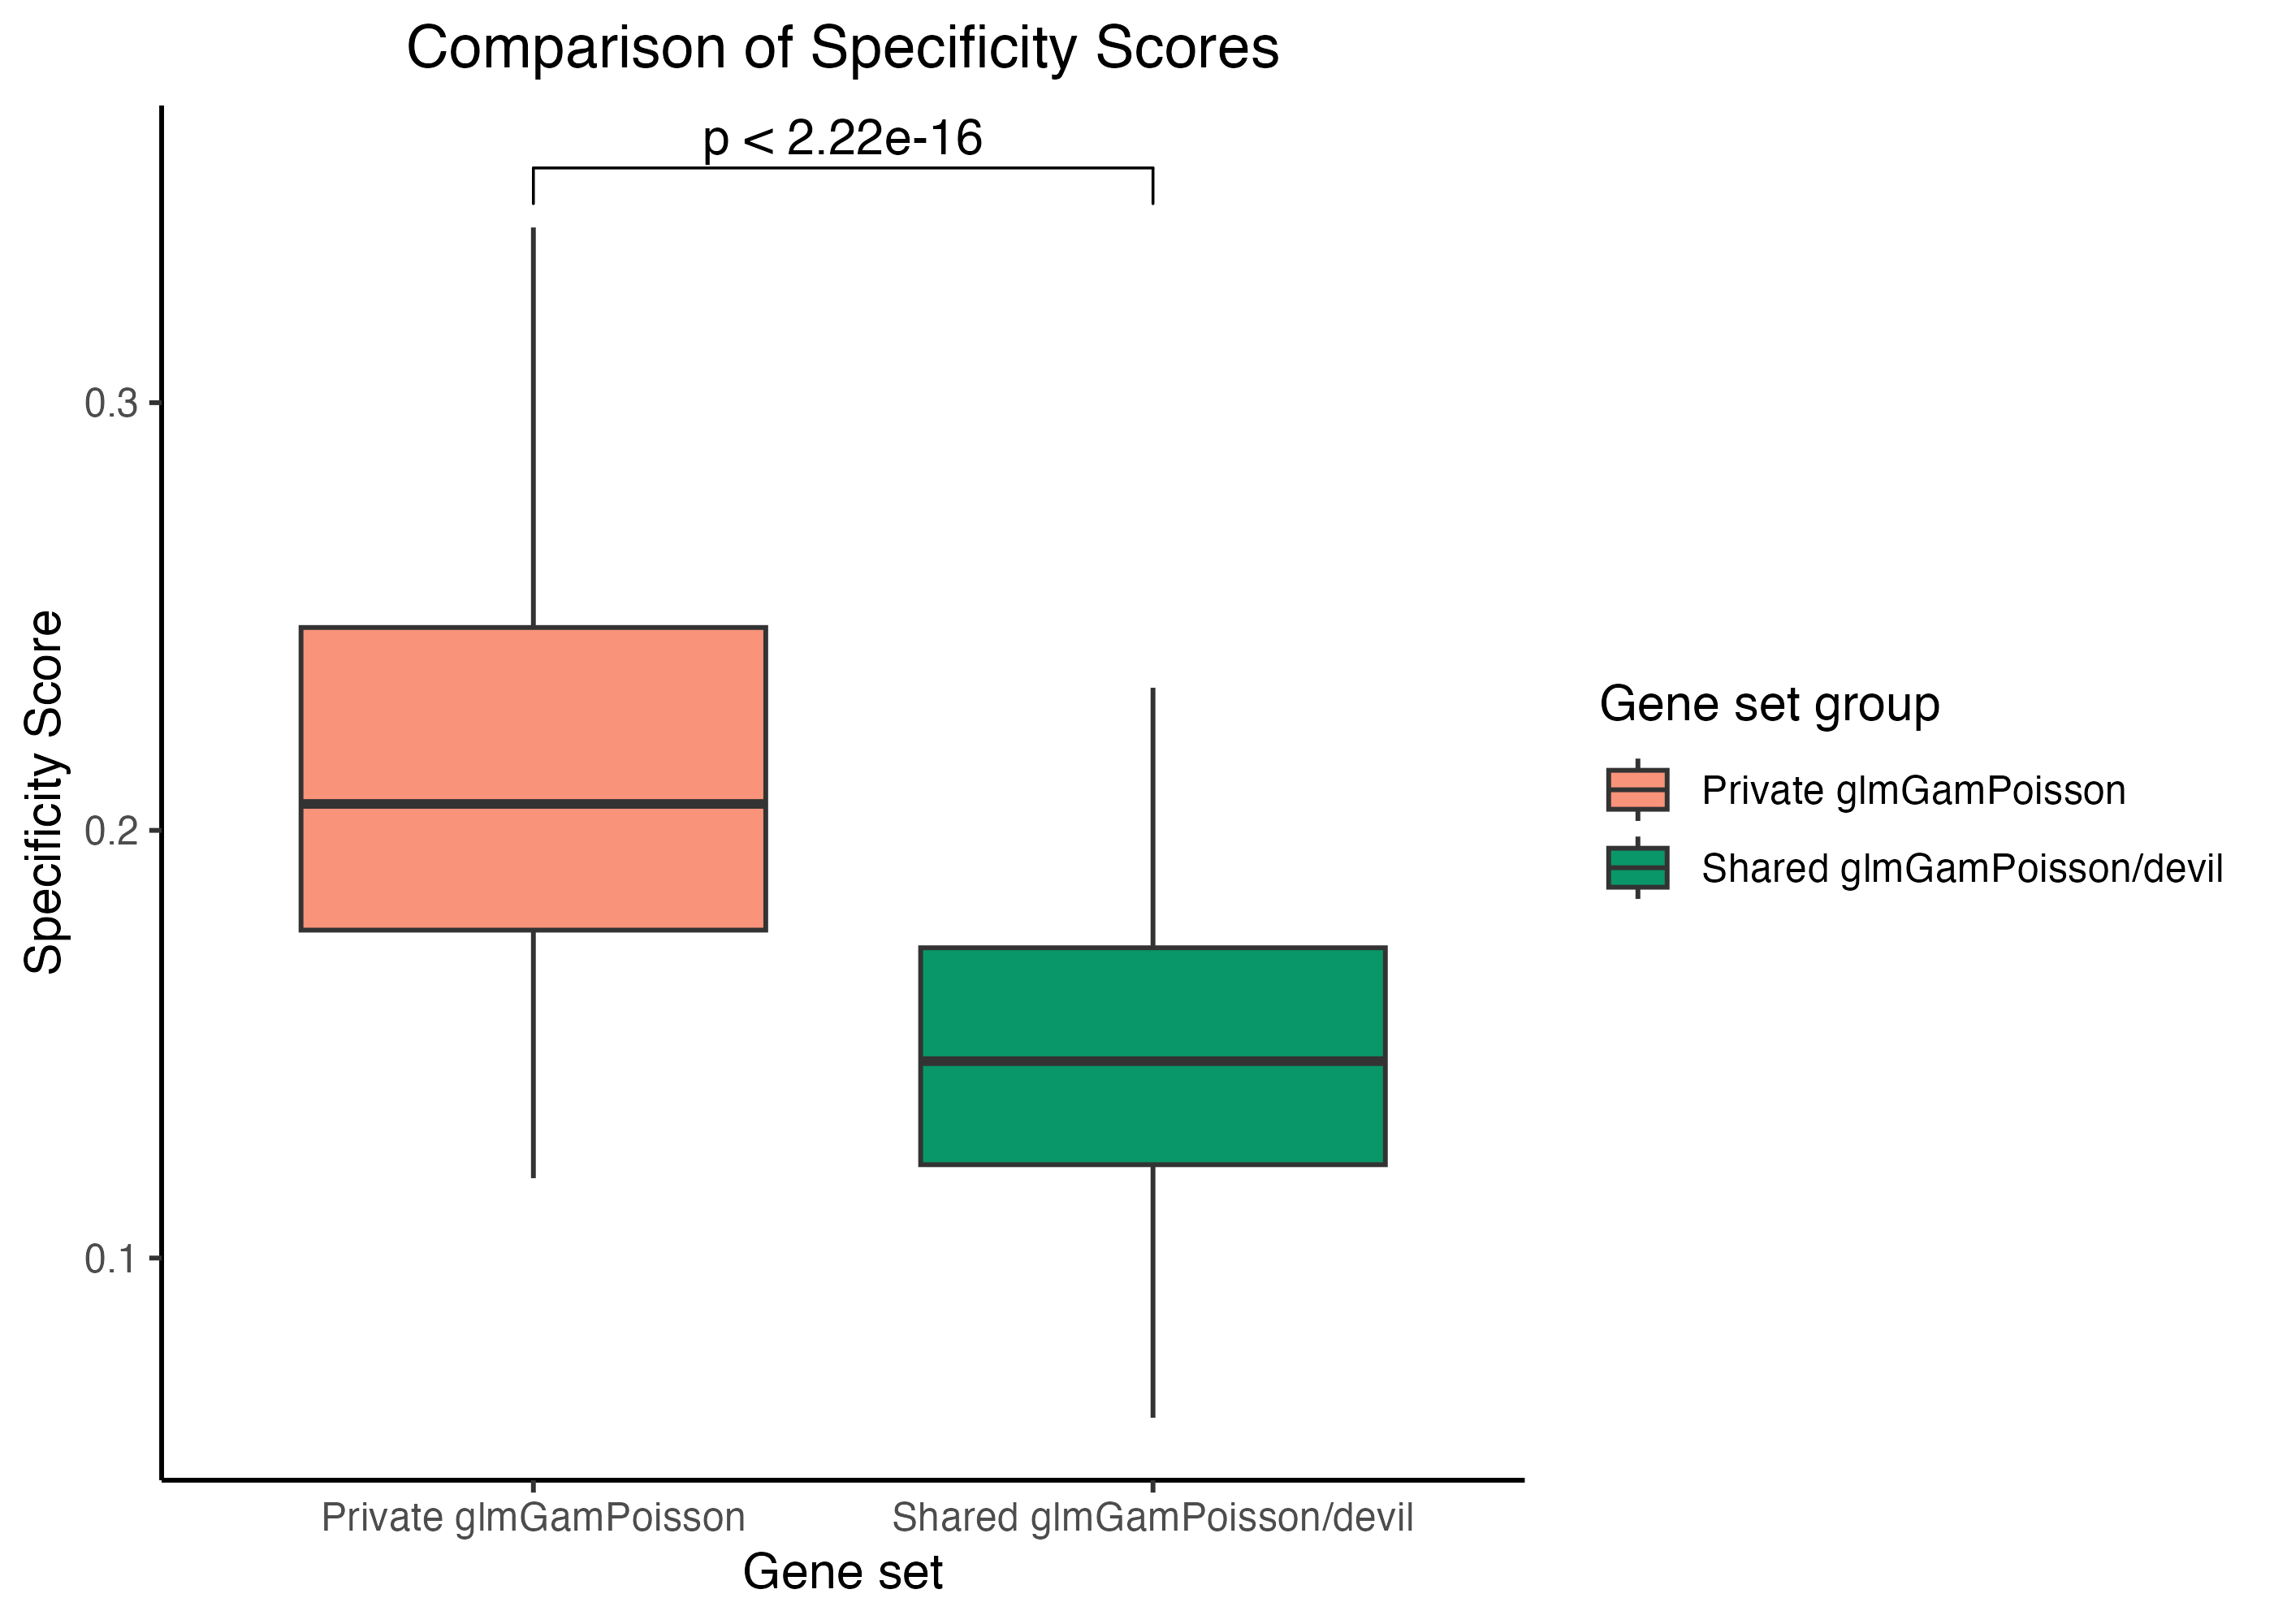 Comparison of Specificity Scores
p < 2.22e-16
0.3
0.2
0.1
Specificity Score
Private glmGamPoisson
Shared glmGamPoisson/devil
Gene set
Gene set group
Private glmGamPoisson
Shared glmGamPoisson/devil